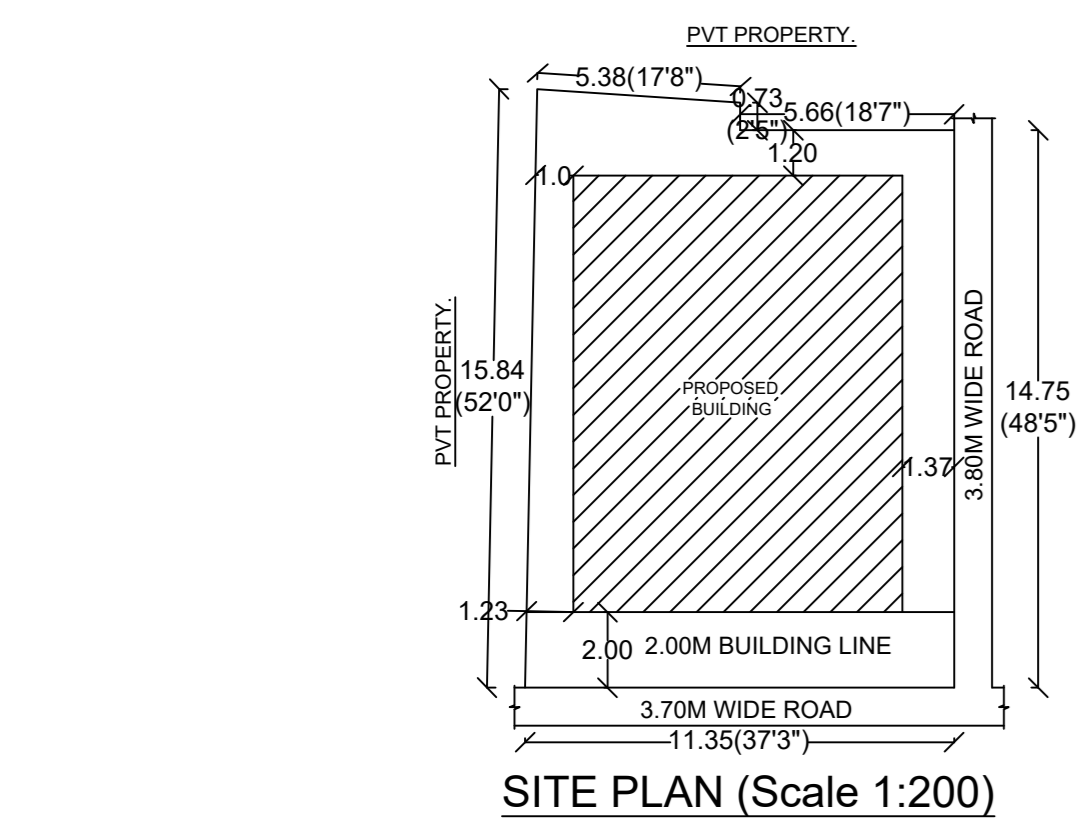 PVT PROPERTY.
5.38(17'8")
0.73
(2'5")
5.66(18'7")
1.20
1.0
PVT PROPERTY.
15.84
(52'0")
PROPOSED
BUILDING
1.37
3.80M WIDE ROAD
14.75
(48'5")
1.23
2.00
2.00M BUILDING LINE
3.70M WIDE ROAD
11.35(37'3")
SITE PLAN (Scale 1:200)